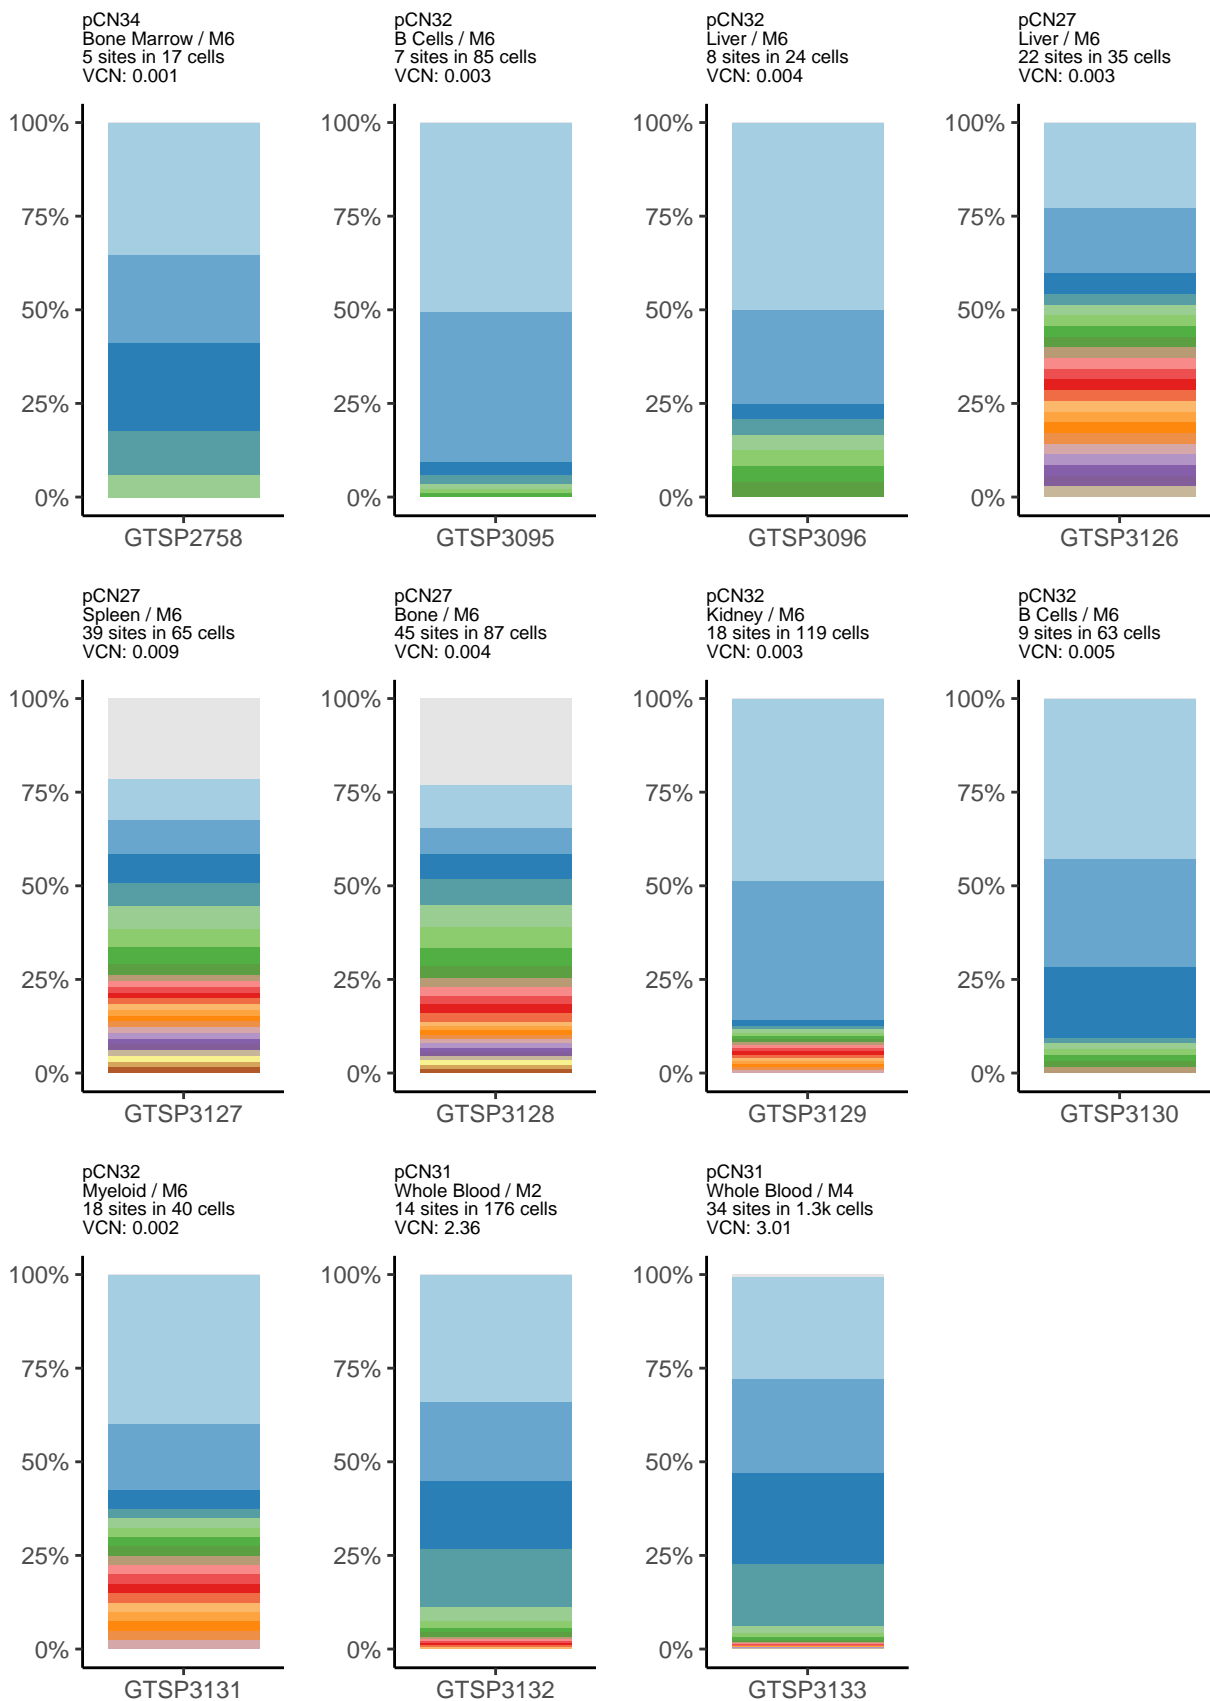 pCN34
Bone Marrow / M6
5 sites in 17 cells
VCN: 0.001
100%
75%
50%
25%
0%
GTSP2758
pCN32
B Cells / M6
7 sites in 85 cells
VCN: 0.003
100%
75%
50%
25%
0%
GTSP3095
pCN32
Liver / M6
8 sites in 24 cells
VCN: 0.004
100%
75%
50%
25%
0%
GTSP3096
pCN27
Liver / M6
22 sites in 35 cells
VCN: 0.003
100%
75%
50%
25%
0%
GTSP3126
pCN27
Spleen / M6
39 sites in 65 cells
VCN: 0.009
100%
75%
50%
25%
0%
GTSP3127
pCN27
Bone / M6
45 sites in 87 cells
VCN: 0.004
100%
75%
50%
25%
0%
GTSP3128
pCN32
Kidney / M6
18 sites in 119 cells
VCN: 0.003
100%
75%
50%
25%
0%
GTSP3129
pCN32
B Cells / M6
9 sites in 63 cells
VCN: 0.005
100%
75%
50%
25%
0%
GTSP3130
pCN32
Myeloid / M6
18 sites in 40 cells
VCN: 0.002
100%
75%
50%
25%
0%
GTSP3131
pCN31
Whole Blood / M2
14 sites in 176 cells
VCN: 2.36
100%
75%
50%
25%
0%
GTSP3132
pCN31
Whole Blood / M4
34 sites in 1.3k cells
VCN: 3.01
100%
75%
50%
25%
0%
GTSP3133